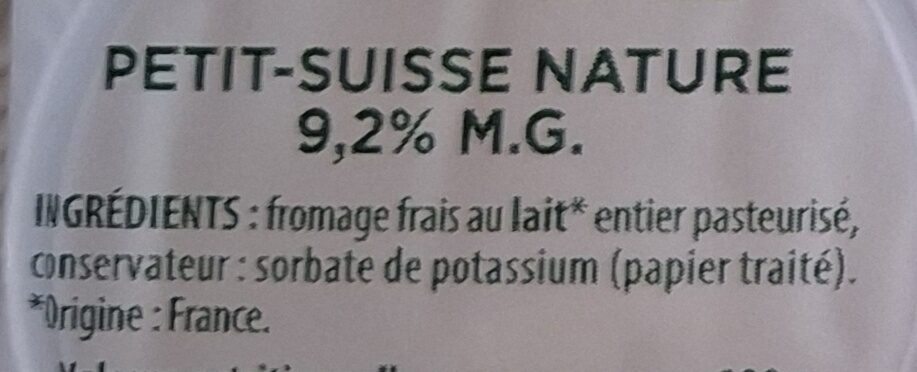 PETIT-SUISSE NATURE
9,2% M.G.
INGRÉDIENTS : fromage frais au lait* entier pasteurisé,
conservateur : sorbate de potassium (papier traité).
*Origine : France.